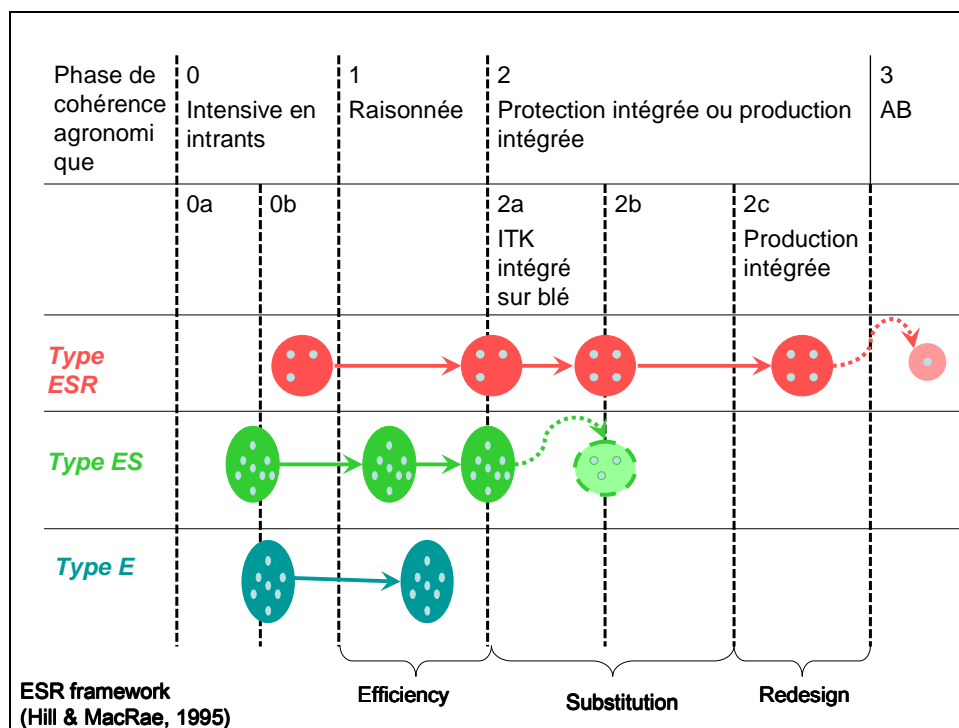 Phase de
cohérence
agronomi
que
0
Intensive en
intrants
1
Raisonnée
2
Protection intégrée ou production
intégrée
3
AB
0a
0b
2a
ITK
intégré
sur blé
2b
2c
Production
intégrée
Type
ESR
Type ES
Type E
ESR framework
(Hill & MacRae, 1995)
Efficiency
Substitution
Redesign